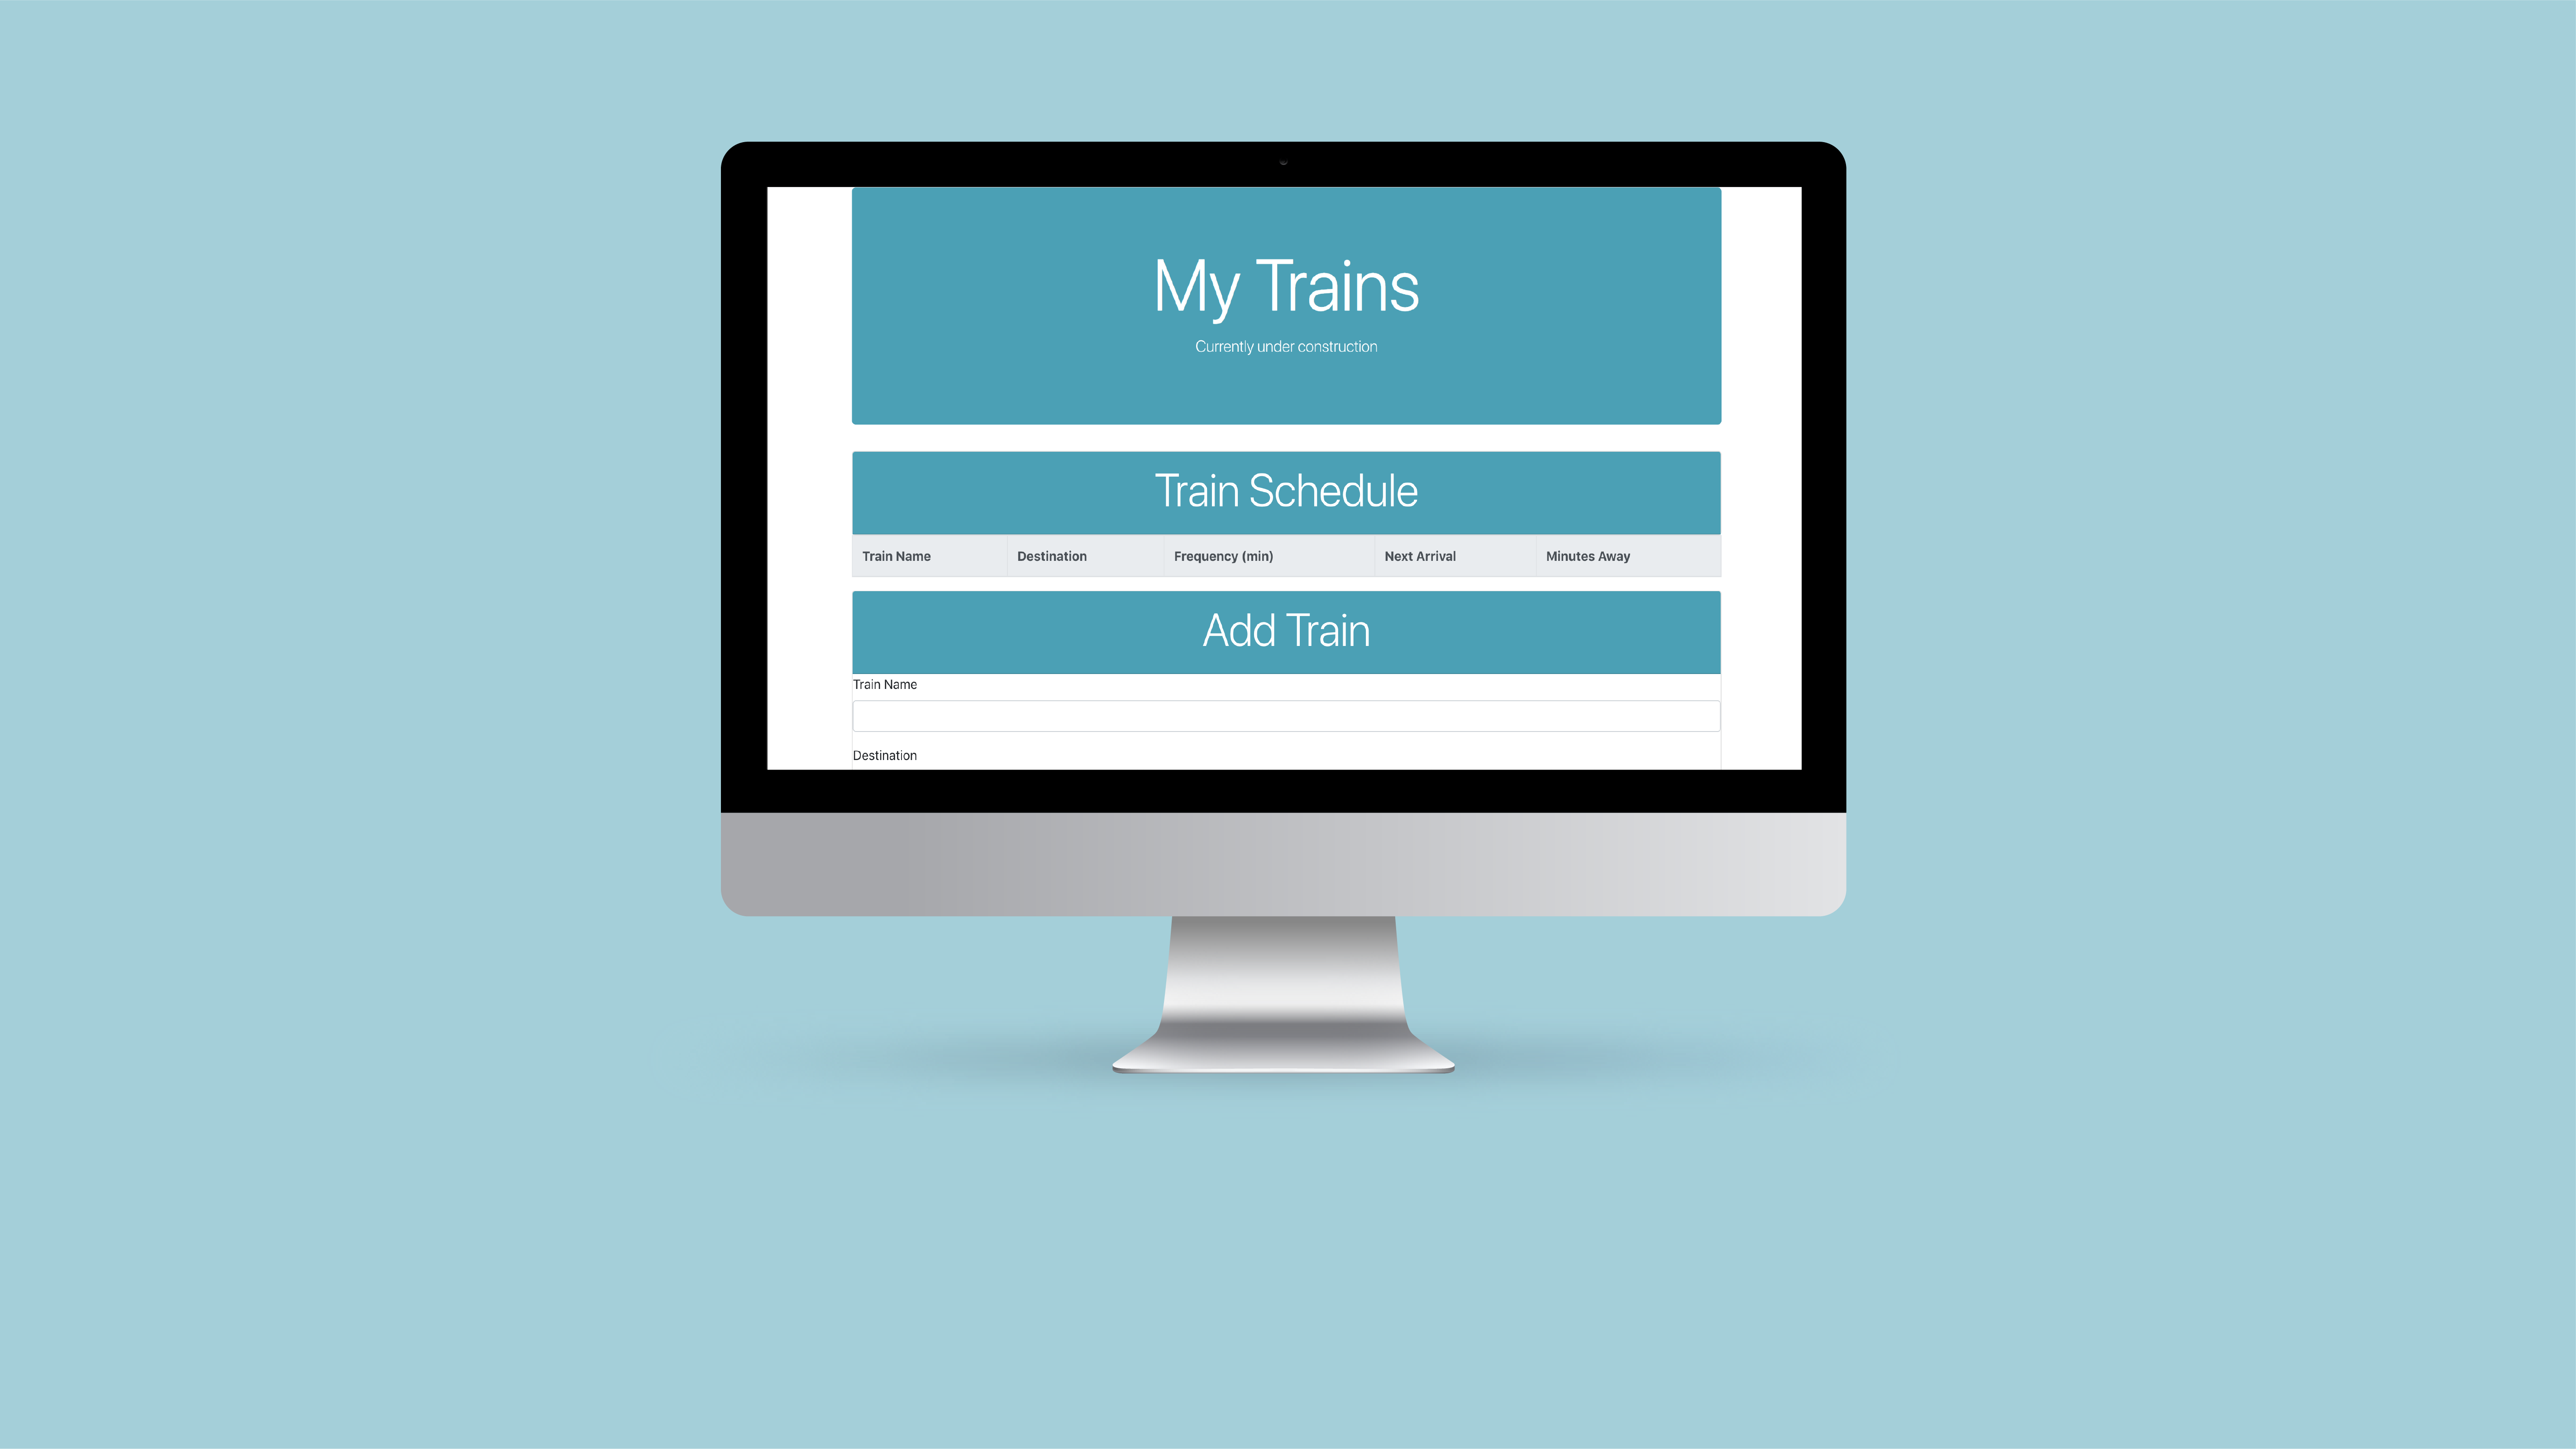 My Trains
Currently under construction
Train Schedule
Train Name Destination Frequency (min) Next Arrival Minutes Away
Add Train
Train Name
Destination